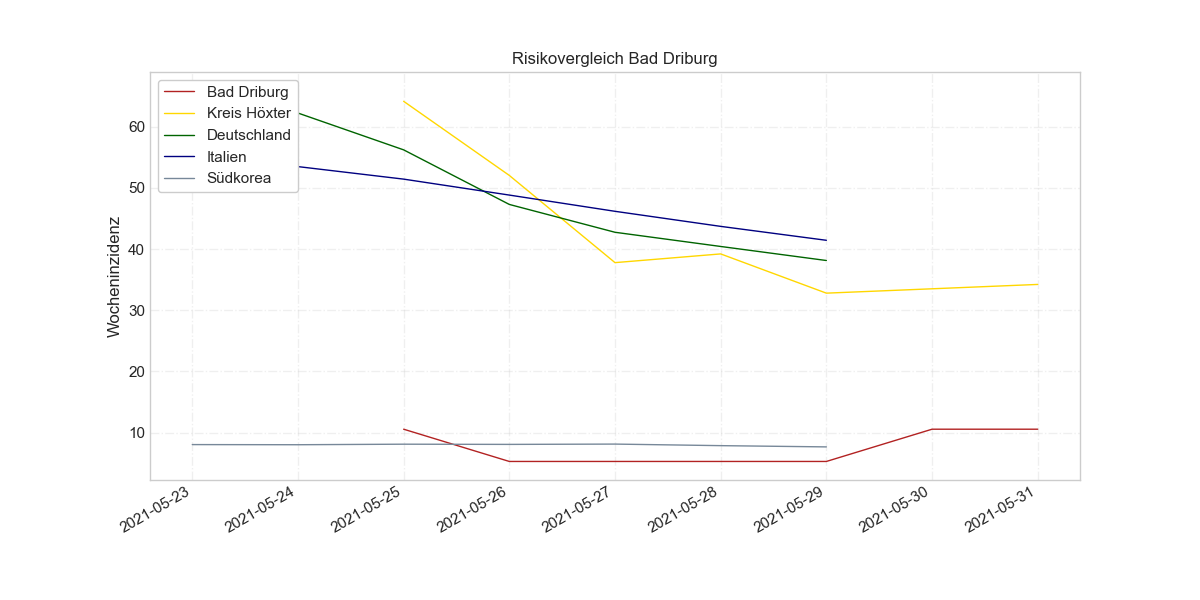 Risikovergleich Bad Driburg
Bad Driburg
Kreis Höxter
Deutschland
Italien
Südkorea
Wocheninzidenz
60
50
40
30
20
10
2021-05-23
2021-05-24
2021-05-25
2021-05-26
2021-05-27
2021-05-28
2021-05-29
2021-05-30
2021-05-31